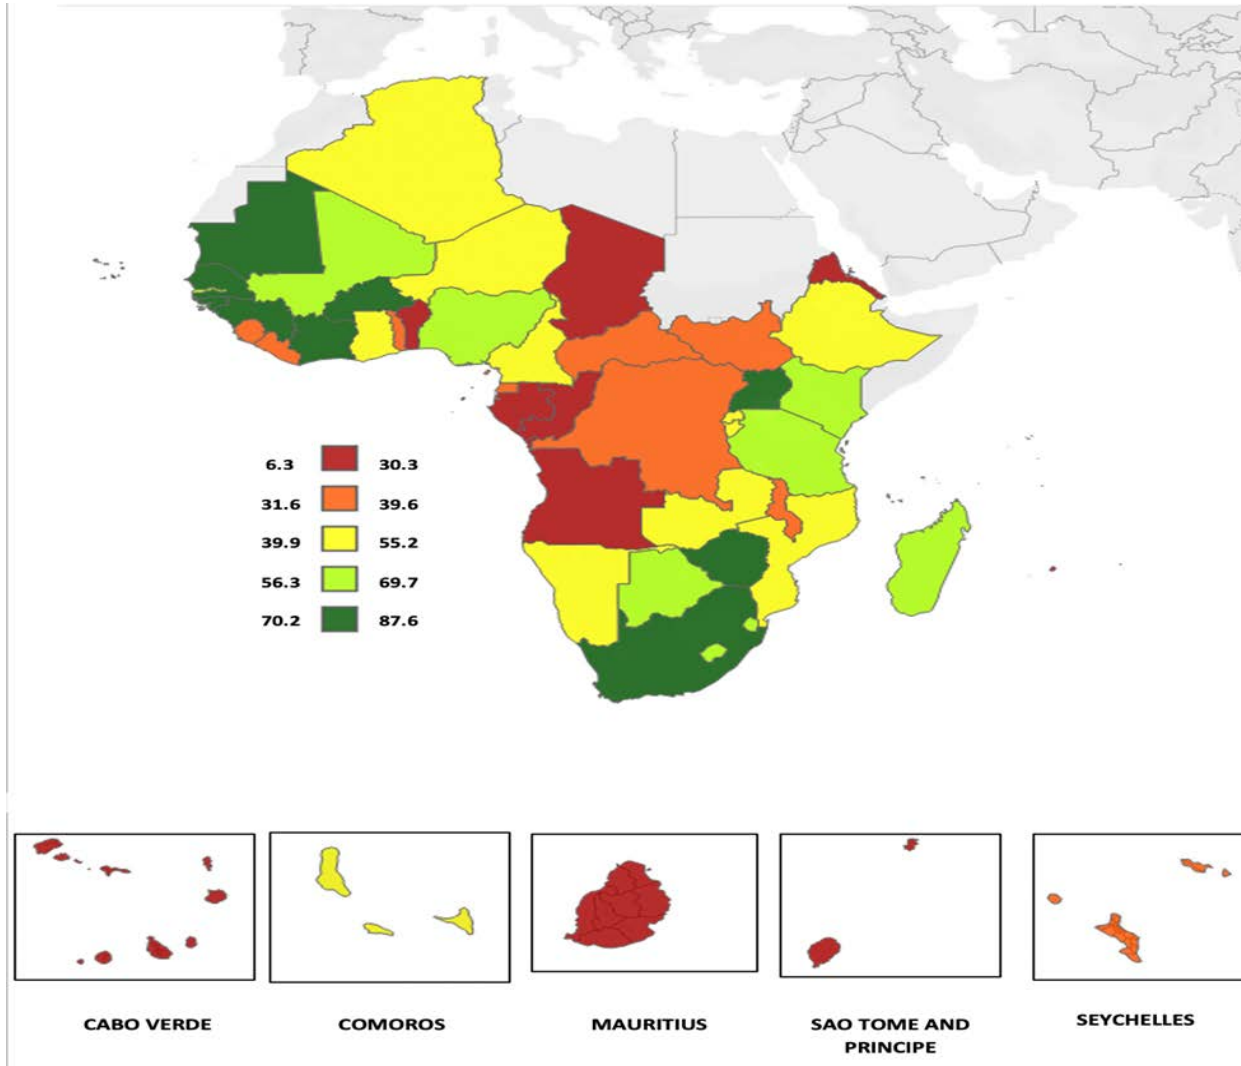 6.3 30.3
31.6 39.6
39.9 55.2
56.3 69.7
70.2 87.6
CABO VERDE
COMOROS
MAURITIUS
SAO TOME AND
PRINCIPE
SEYCHELLES